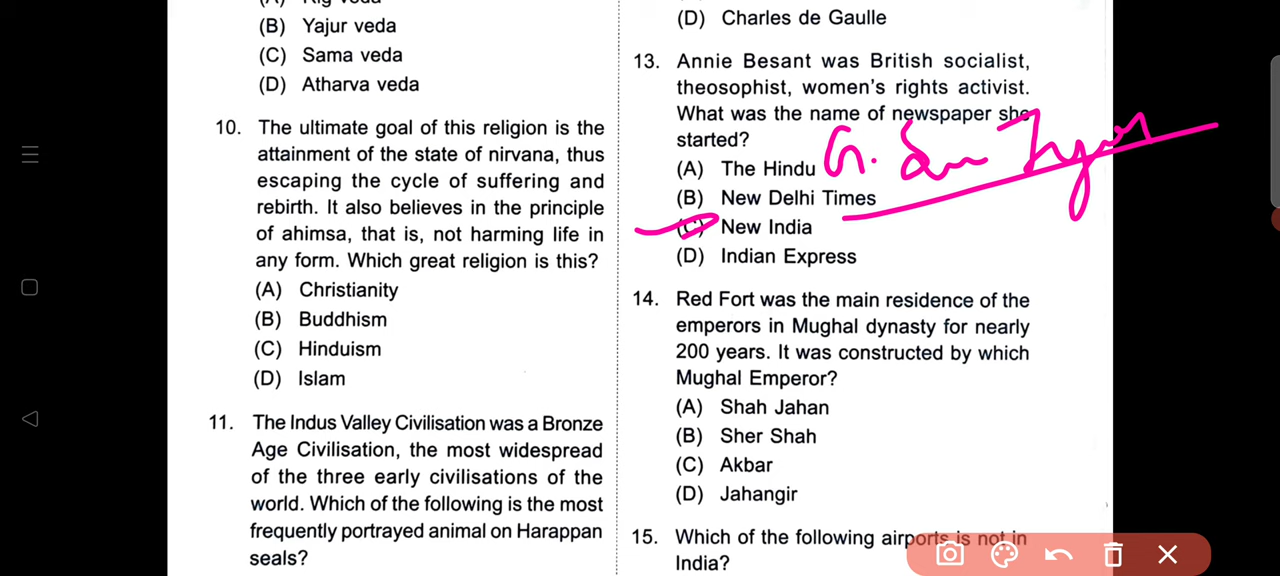 (B) Yajur veda
(C) Sama veda
(D) Atharva veda
10. The ultimate goal of this religion is the
attainment of the state of nirvana, thus
escaping the cycle of suffering and
rebirth. It also believes in the principle
of ahimsa, that is, not harming life in
any form. Which great religion is this?
(A) Christianity
(B) Buddhism
(C) Hinduism
(D) Islam
11. The Indus Valley Civilisation was a Bronze
Age Civilisation, the most widespread
of the three early civilisations of the
world. Which of the following is the most
frequently portrayed animal on Harappan
seals?
(D) Charles de Gaulle
13. Annie Besant was British socialist,
theosophist, women's rights activist.
What was the name of newspaper she
started?
(A) The Hindu
(B) New Delhi Times
(C) New India
(D) Indian Express
14. Red Fort was the main residence of the
emperors in Mughal dynasty for nearly
200 years. It was constructed by which
Mughal Emperor?
(A) Shah Jahan
(B) Sher Shah
(C) Akbar
(D) Jahangir
15. Which of the following airports is not in
India?